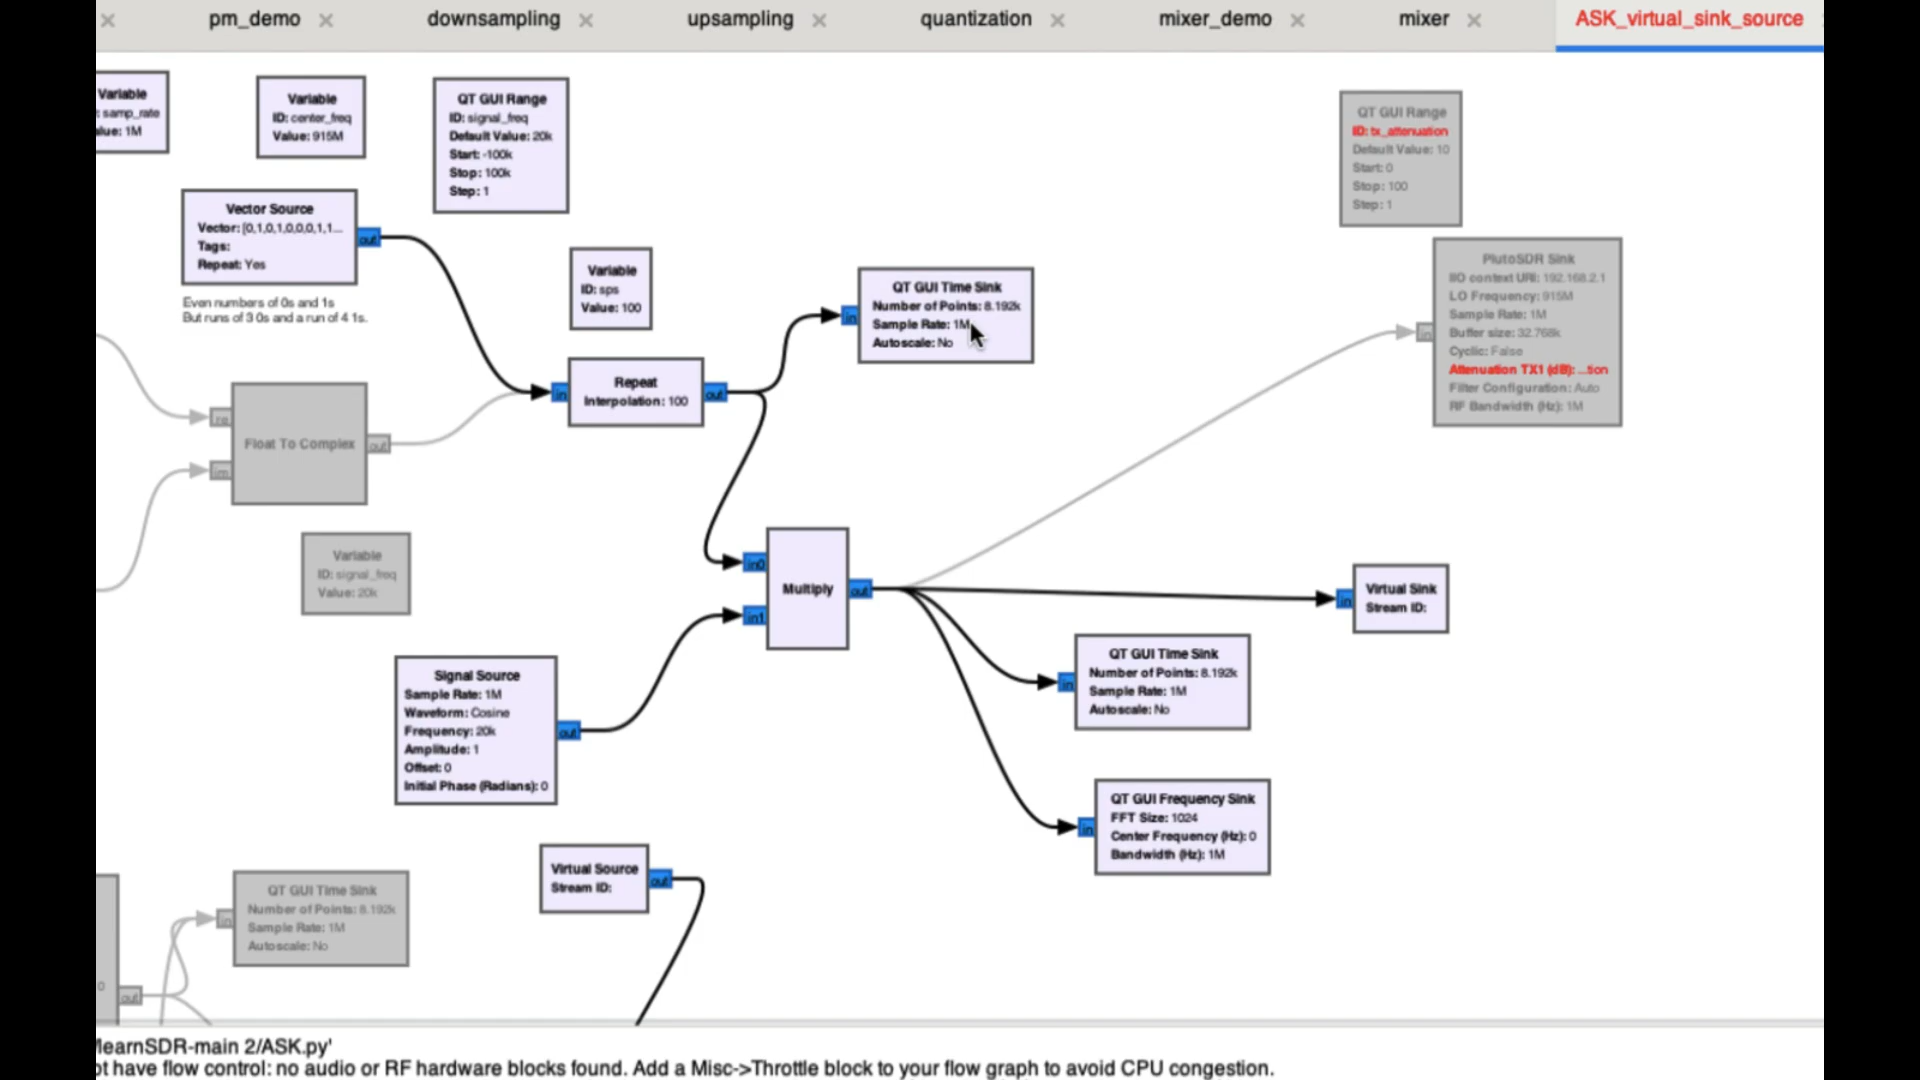 pm_demo
downsampling
upsampling
quantization
mixer_demo
mixer
ASK_virtual_sink_source
Variable
: samp_rate
alue: 1M
Variable
ID: center_freq
Value: 915M
QT GUI Range
ID: signal_freq
Default Value: 20k
Start: -100k
Stop: 100k
Step: 1
QT GUI Range
ID: tx_attenuation
Default Value: 10
Start: 0
Stop: 100
Step: 1
Vector Source
Vector: [0,1,0,1,0,0,0,1,1...
Tags:
Repeat: Yes
out
Even numbers of 0s and 1s
But runs of 3 0s and a run of 4 1s.
Variable
ID: sps
Value: 100
QT GUI Time Sink
Number of Points: 8.192k
Sample Rate: 1M
Autoscale: No
in
PlutoSDR Sink
IIO context URI: 192.168.2.1
LO Frequency: 915M
Sample Rate: 1M
Buffer size: 32.768k
Cyclic: False
Attenuation TX1 (dB): ...tion
Filter Configuration: Auto
RF Bandwidth (Hz): 1M
in
Repeat
Interpolation: 100
in
out
Float To Complex
re
im
out
Variable
ID: signal_freq
Value: 20k
Multiply
in0
in1
out
Virtual Sink
Stream ID:
in
QT GUI Time Sink
Number of Points: 8.192k
Sample Rate: 1M
Autoscale: No
in
Signal Source
Sample Rate: 1M
Waveform: Cosine
Frequency: 20k
Amplitude: 1
Offset: 0
Initial Phase (Radians): 0
out
QT GUI Frequency Sink
FFT Size: 1024
Center Frequency (Hz): 0
Bandwidth (Hz): 1M
in
Virtual Source
Stream ID:
out
QT GUI Time Sink
Number of Points: 8.192k
Sample Rate: 1M
Autoscale: No
in
0
out
learnSDR-main 2/ASK.py'
ot have flow control: no audio or RF hardware blocks found. Add a Misc->Throttle block to your flow graph to avoid CPU congestion.